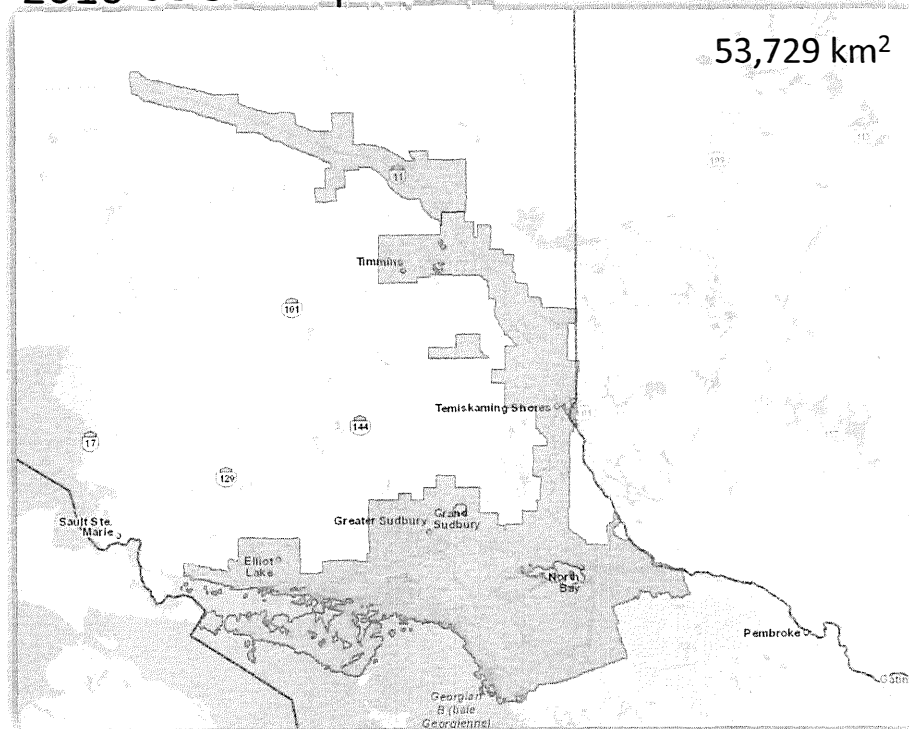 53,729 km²
11
Timmins
101
Temiskaming Shores
144
17
129
Sault Ste.
Marie
Greater Sudbury
Grand
Sudbury
Elliot
Lake
North
Bay
Pembroke
Georgian
B (baie
Georgienne)